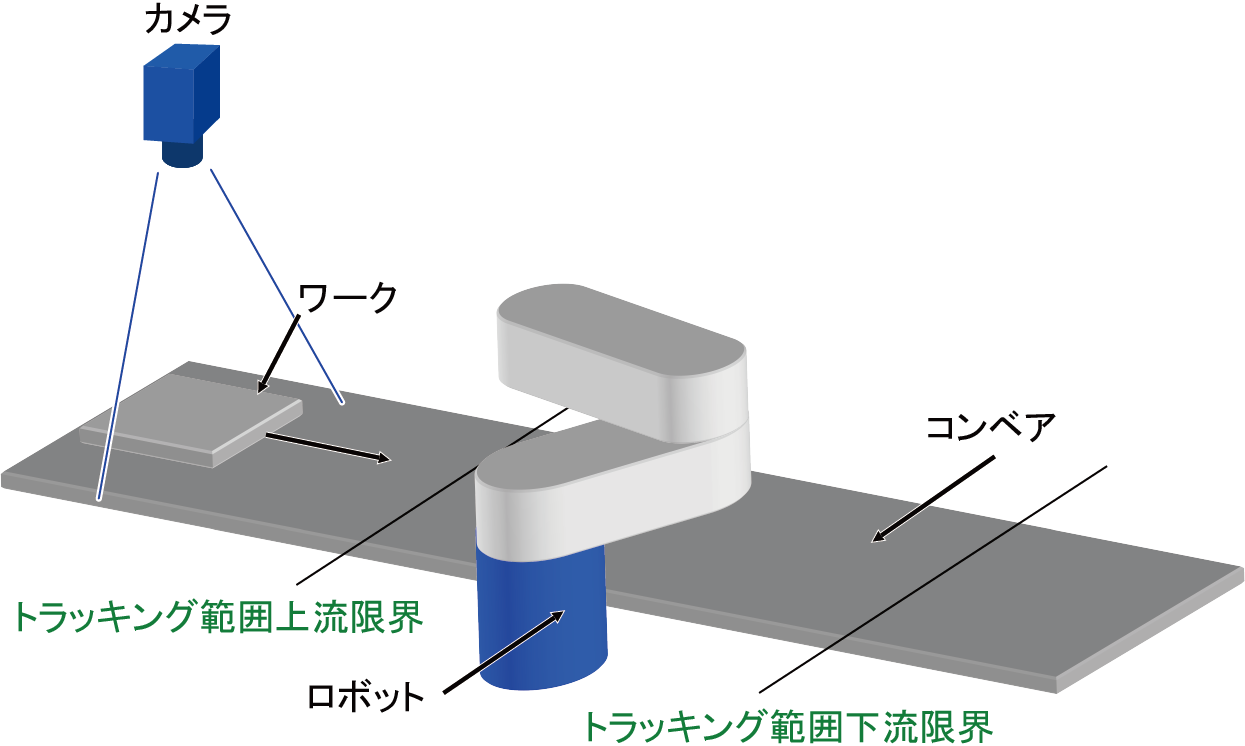 カメラ
ワーク
コンベア
トラッキング範囲上流限界
ロボット
トラッキング範囲下流限界